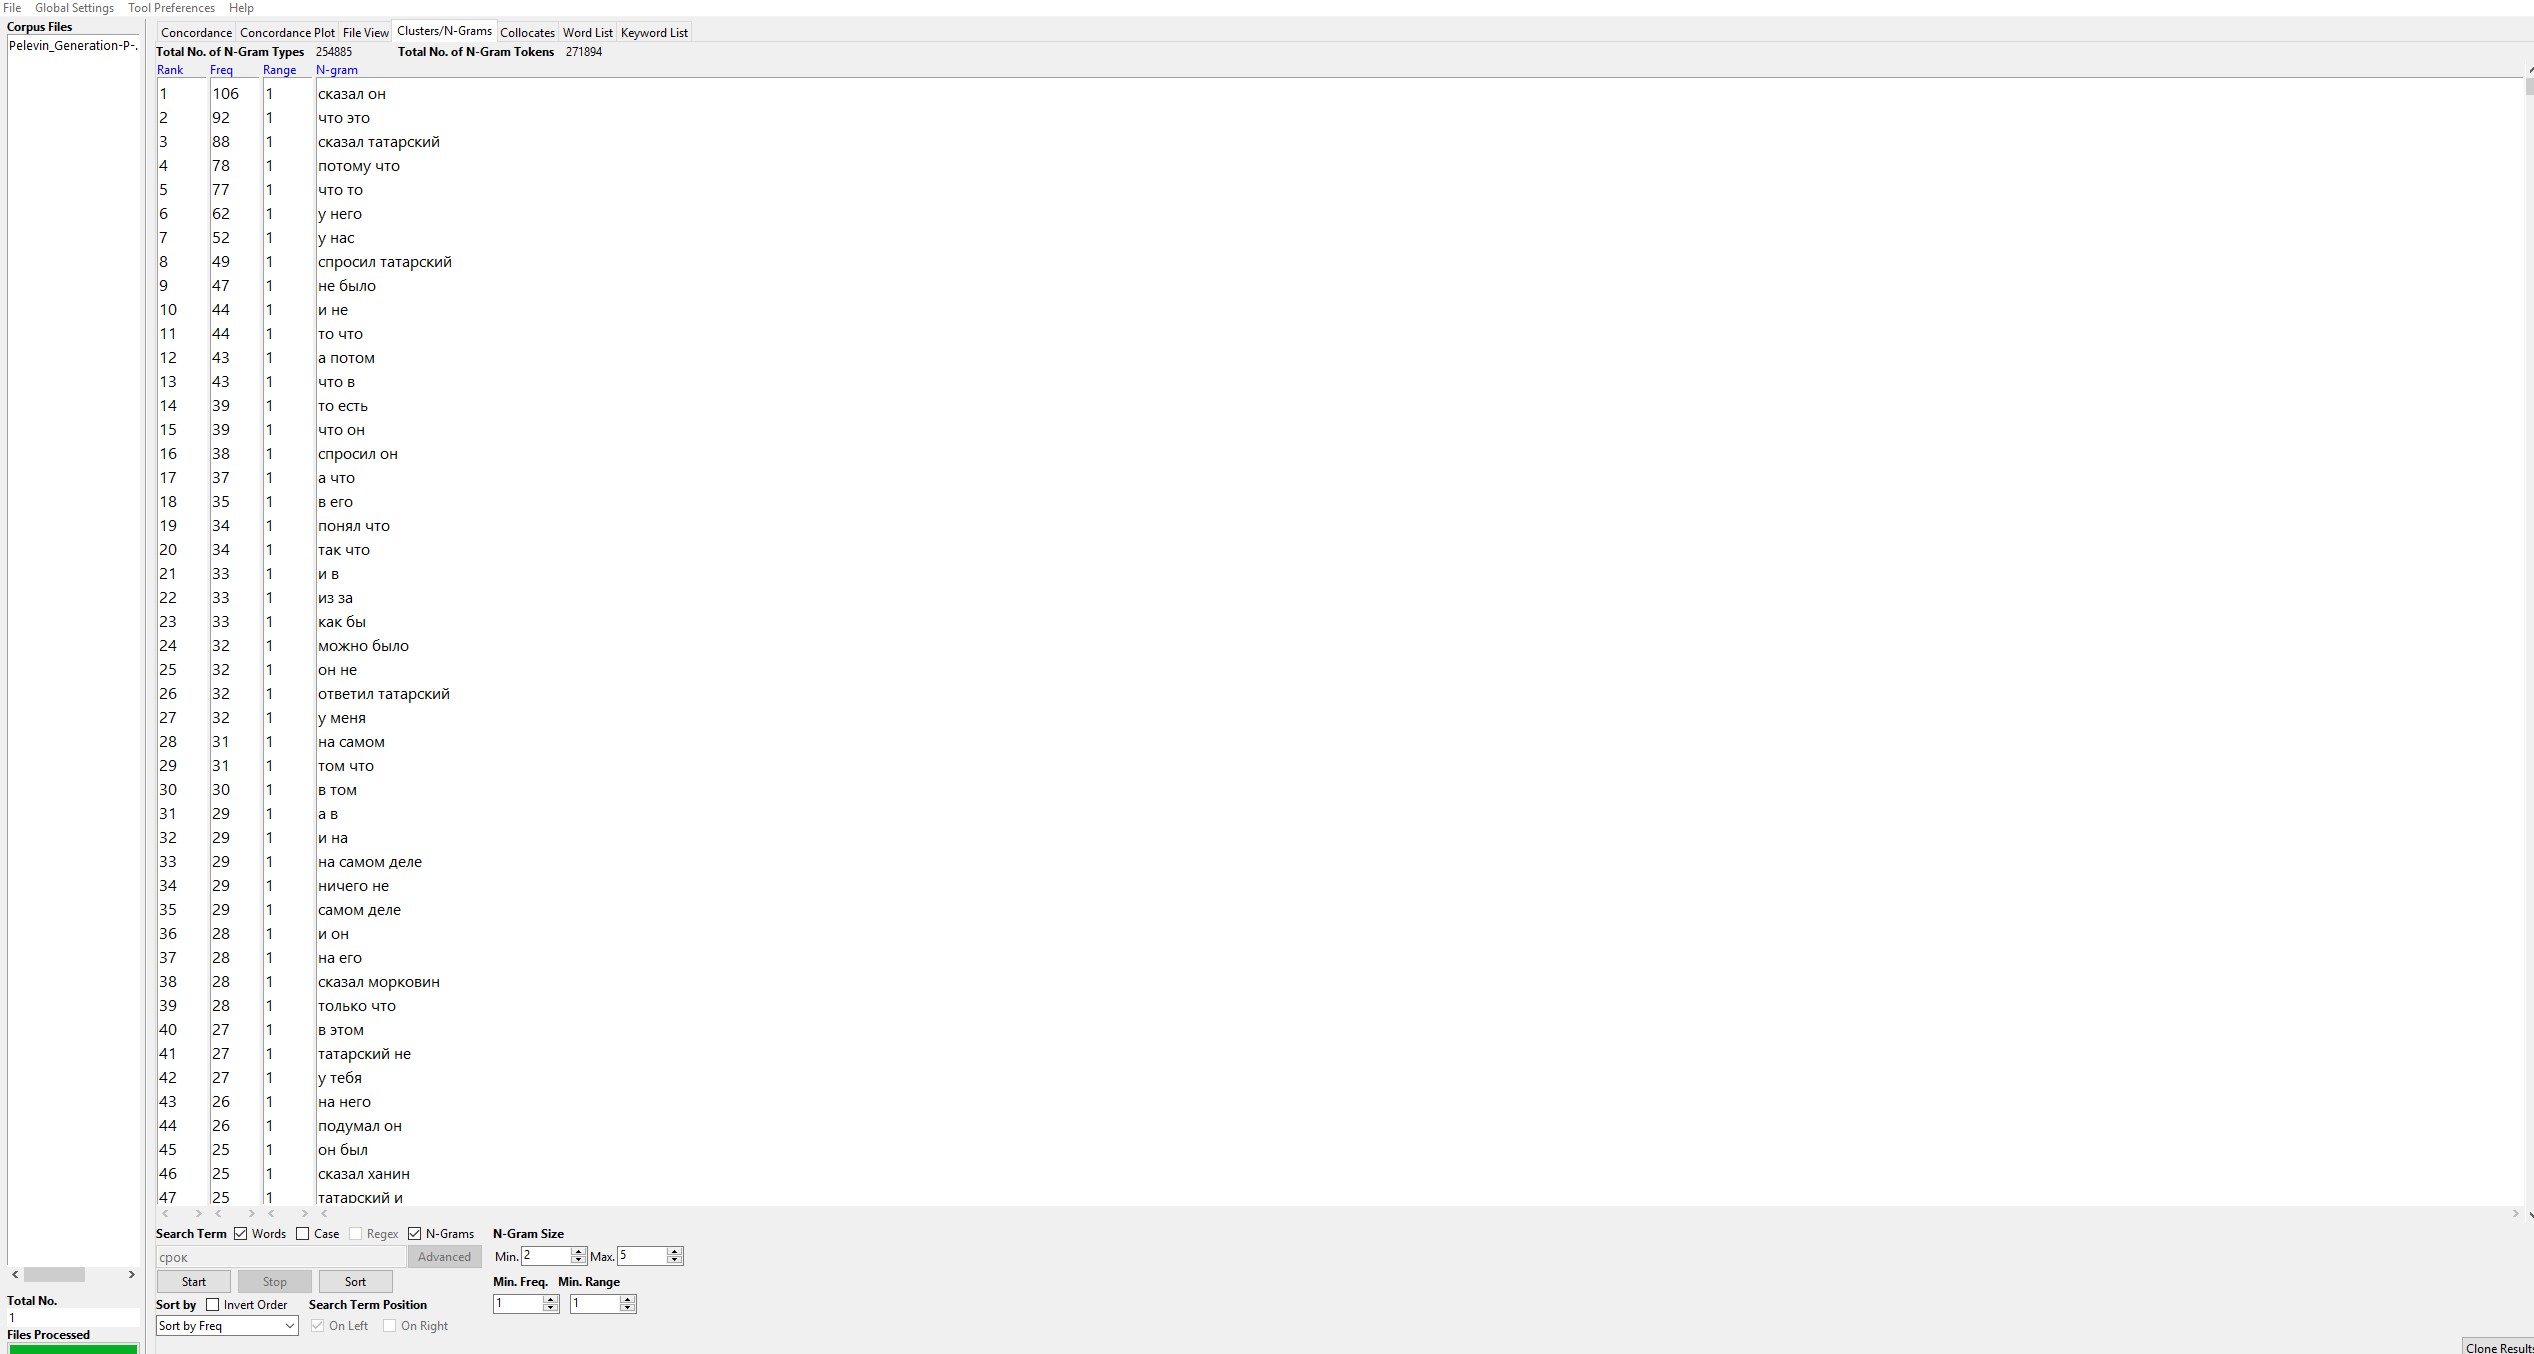 File Global Settings Tool Preferences Help
Corpus Files
Pelevin_Generation-P-.
Concordance Concordance Plot File View Clusters/N-Grams Collocates Word List Keyword List
Total No. of N-Gram Types 254885 Total No. of N-Gram Tokens 271894
Rank Freq Range N-gram
1 106 1 сказал он
2 92 1 что это
3 88 1 сказал татарский
4 78 1 потому что
5 77 1 что то
6 62 1 у него
7 52 1 у нас
8 49 1 спросил татарский
9 47 1 не было
10 44 1 и не
11 44 1 то что
12 43 1 а потом
13 43 1 что в
14 39 1 то есть
15 39 1 что он
16 38 1 спросил он
17 37 1 а что
18 35 1 в его
19 34 1 понял что
20 34 1 так что
21 33 1 и в
22 33 1 из за
23 33 1 как бы
24 32 1 можно было
25 32 1 он не
26 32 1 ответил татарский
27 32 1 у меня
28 31 1 на самом
29 31 1 том что
30 30 1 в том
31 29 1 а в
32 29 1 и на
33 29 1 на самом деле
34 29 1 ничего не
35 29 1 самом деле
36 28 1 и он
37 28 1 на его
38 28 1 сказал морковин
39 28 1 только что
40 27 1 в этом
41 27 1 татарский не
42 27 1 у тебя
43 26 1 на него
44 26 1 подумал он
45 25 1 он был
46 25 1 сказал ханин
47 25 1 татарский и
Search Term Words Case Regex N-Grams N-Gram Size
срок Advanced Min. 2 Max. 5
Start Stop Sort Min. Freq. Min. Range
1 1
Sort by Invert Order Search Term Position
Sort by Freq On Left On Right
Total No.
1
Files Processed
Clone Results